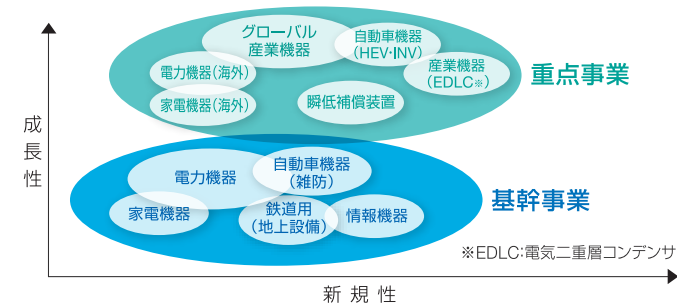 グローバル
産業機器
自動車機器
(HEV・INV)
産業機器
(EDLC※)
電力機器(海外)
家電機器(海外)
瞬低補償装置
重点事業
成長性
電力機器
自動車機器
(雑防)
家電機器
鉄道用
(地上設備)
情報機器
基幹事業
※EDLC:電気二重層コンデンサ
新規性